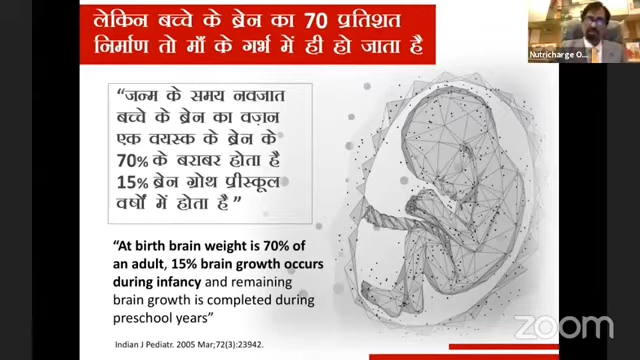 लेकिन बच्चे के ब्रेन का 70 प्रतिशत
निर्माण तो माँ के गर्भ में ही हो जाता है
“जन्म के समय नवजात
बच्चे के ब्रेन का वज़न
एक वयस्क के ब्रेन के
70% के बराबर होता है
15% ब्रेन ग्रोथ प्रीस्कूल
वर्षों में होता है”
“At birth brain weight is 70% of
an adult, 15% brain growth occurs
during infancy and remaining
brain growth is completed during
preschool years”
Indian J Pediatr. 2005 Mar;72(3):23942.
Nutricharge O...
zoom